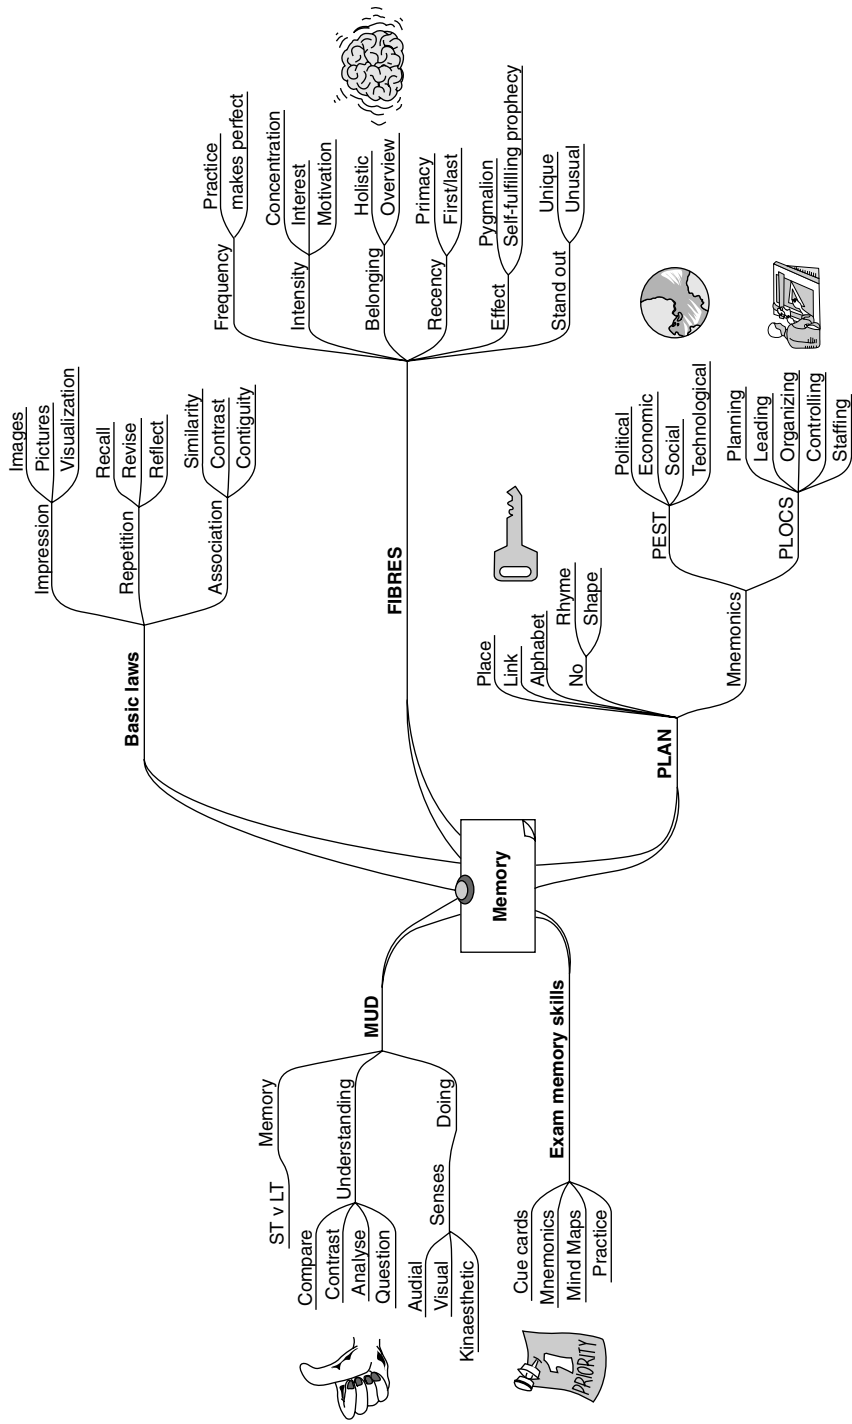 Memory
Basic laws
Impression
Images
Pictures
Visualization
Repetition
Recall
Revise
Reflect
Association
Similarity
Contrast
Contiguity
FIBRES
Frequency
Practice
makes perfect
Intensity
Concentration
Interest
Motivation
Belonging
Holistic
Overview
Recency
Primacy
First/last
Effect
Pygmalion
Self-fulfilling prophecy
Stand out
Unique
Unusual
PLAN
Place
Link
Alphabet
No
Rhyme
Shape
Mnemonics
PEST
Political
Economic
Social
Technological
PLOCS
Planning
Leading
Organizing
Controlling
Staffing
MUD
Memory
ST v LT
Understanding
Compare
Contrast
Analyse
Question
Doing
Senses
Audial
Visual
Kinaesthetic
Exam memory skills
Cue cards
Mnemonics
Mind Maps
Practice
1
PRIORITY